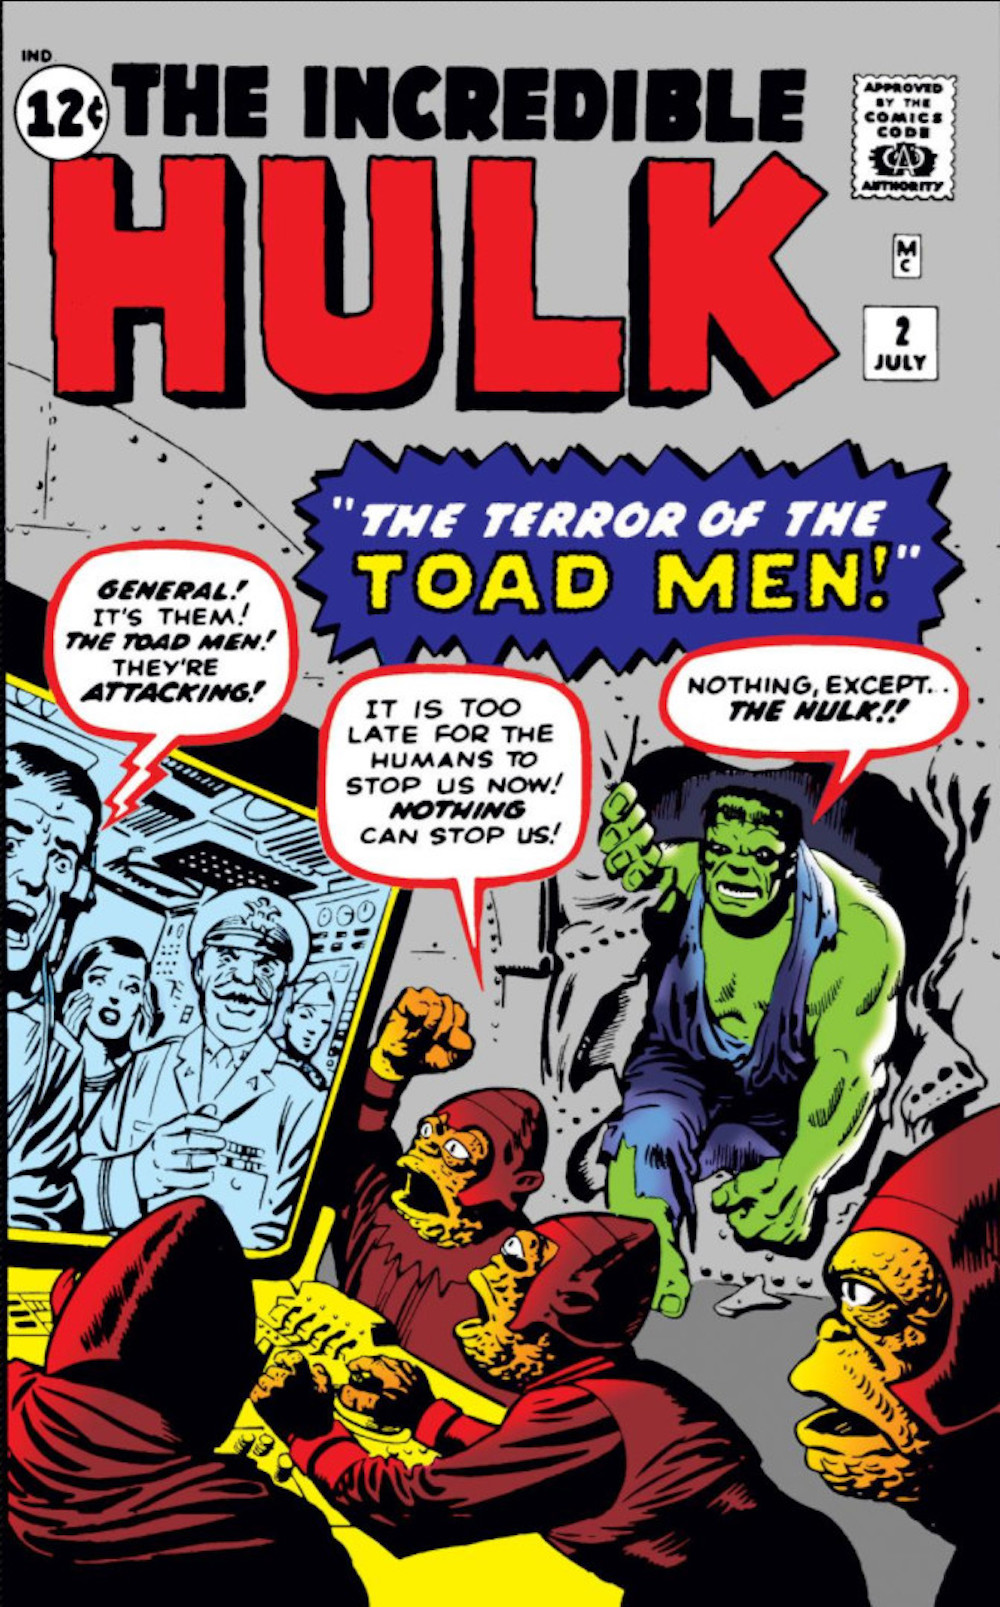 IND.
12¢
THE INCREDIBLE
HULK
APPROVED
BY THE
COMICS
CODE
CA
AUTHORITY
M
C
2
JULY
"THE TERROR OF THE
TOAD MEN!"
GENERAL!
IT'S THEM!
THE TOAD MEN!
THEY'RE
ATTACKING!
IT IS TOO
LATE FOR THE
HUMANS TO
STOP US NOW!
NOTHING
CAN STOP US!
NOTHING, EXCEPT...
THE HULK!!